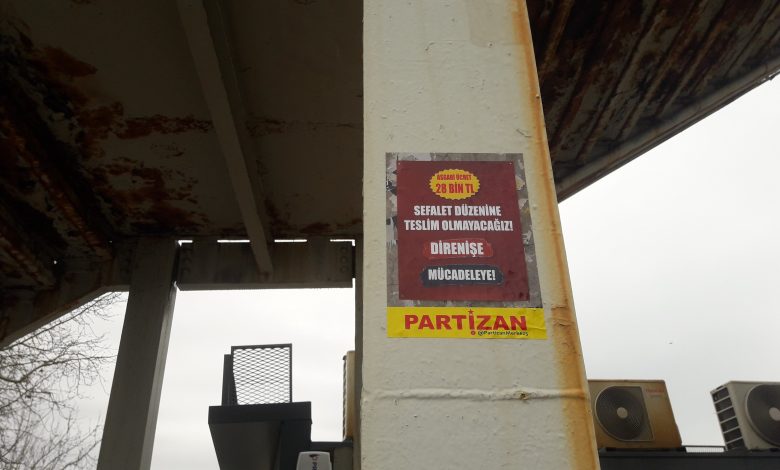 ASGARİ ÜCRET
28 BİN TL
SEFALET DÜZENİNE
TESLİM OLMAYACAĞIZ!
DİRENİŞE
MÜCADELEYE!
PARTİZAN